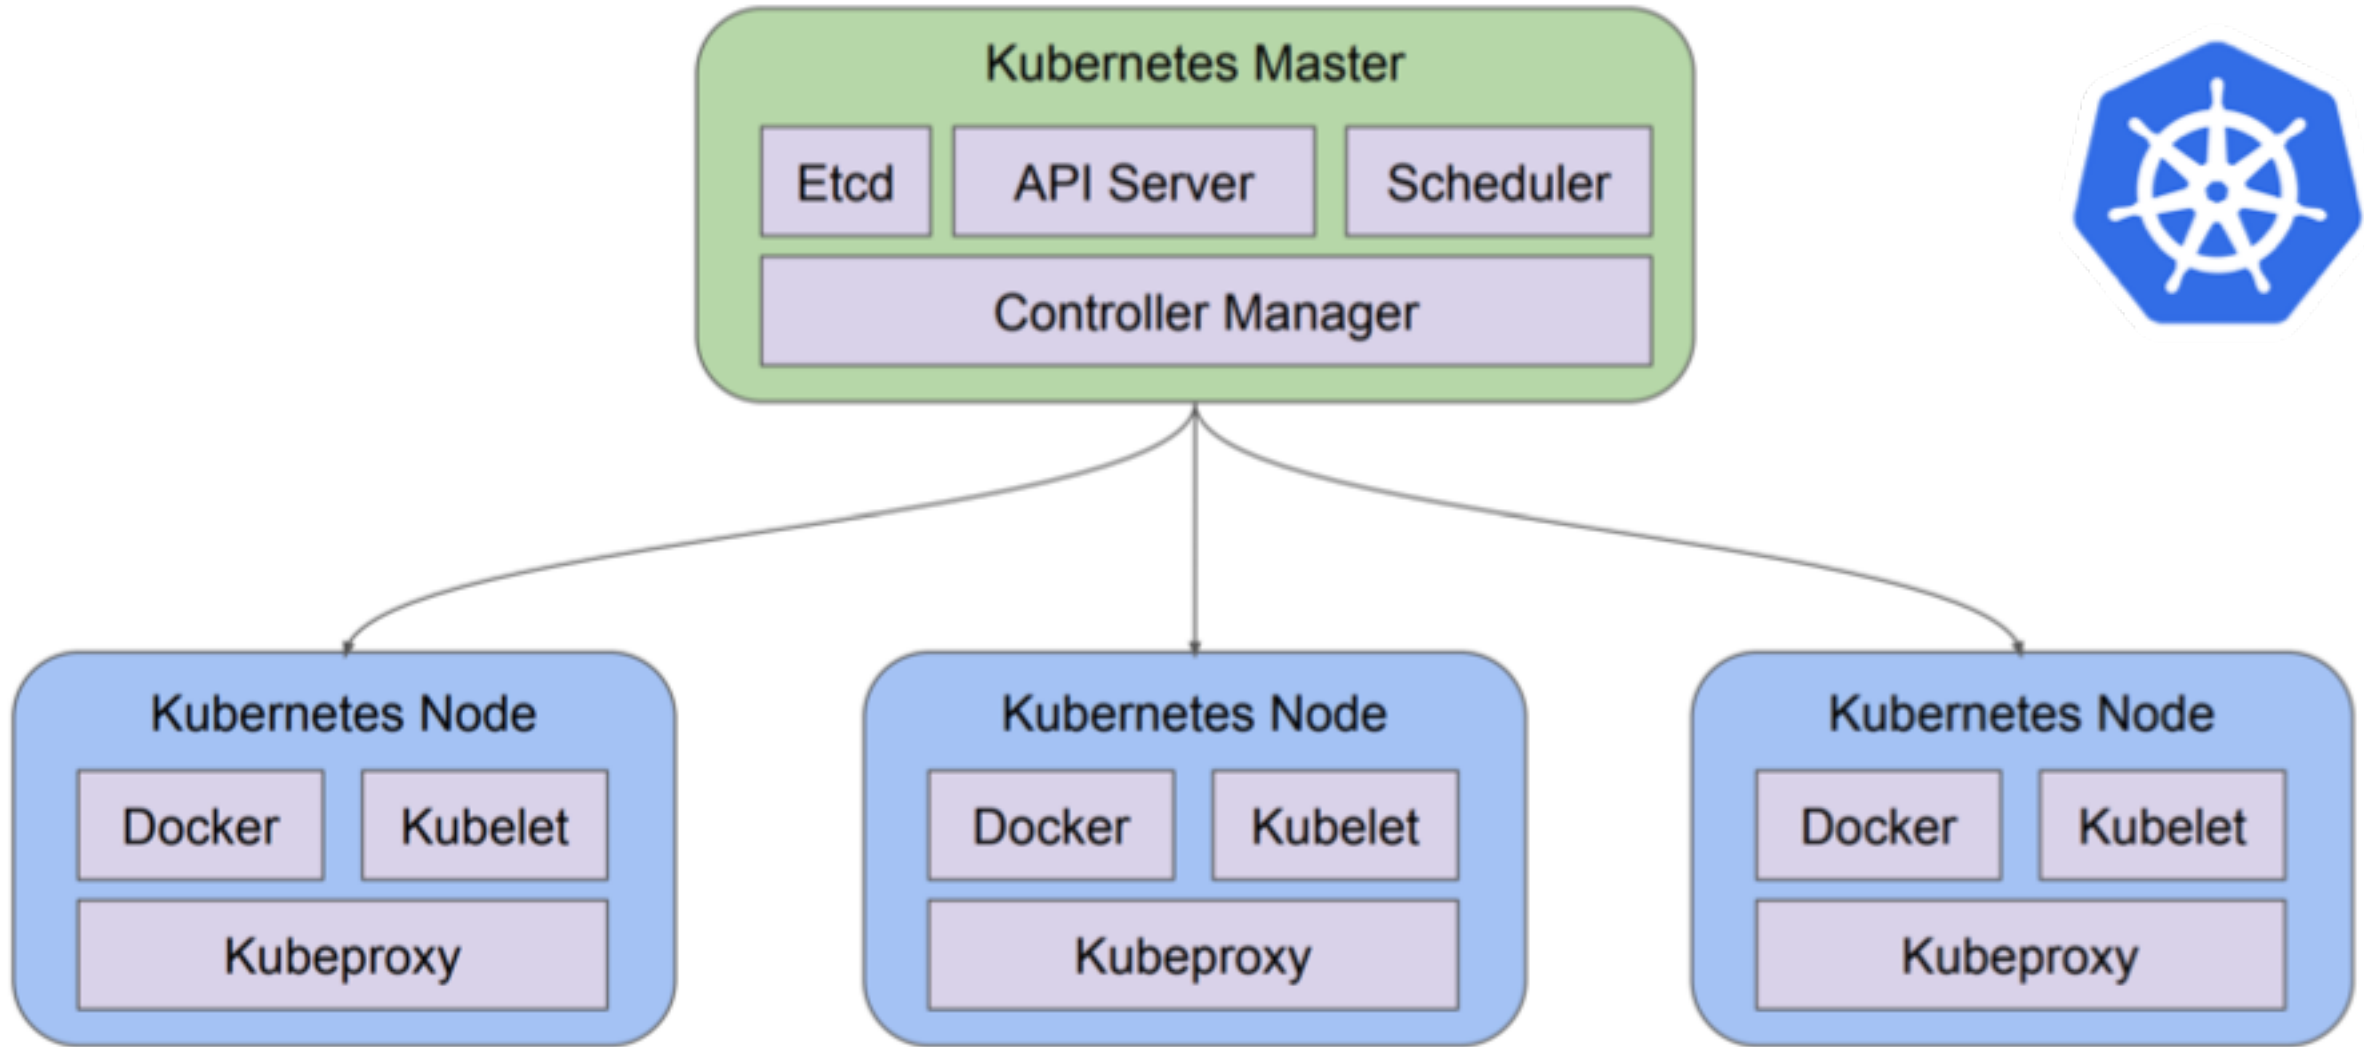 Kubernetes Master
Etcd API Server Scheduler
Controller Manager
Kubernetes Node Kubernetes Node Kubernetes Node
Docker Kubelet Docker Kubelet Docker Kubelet
Kubeproxy Kubeproxy Kubeproxy